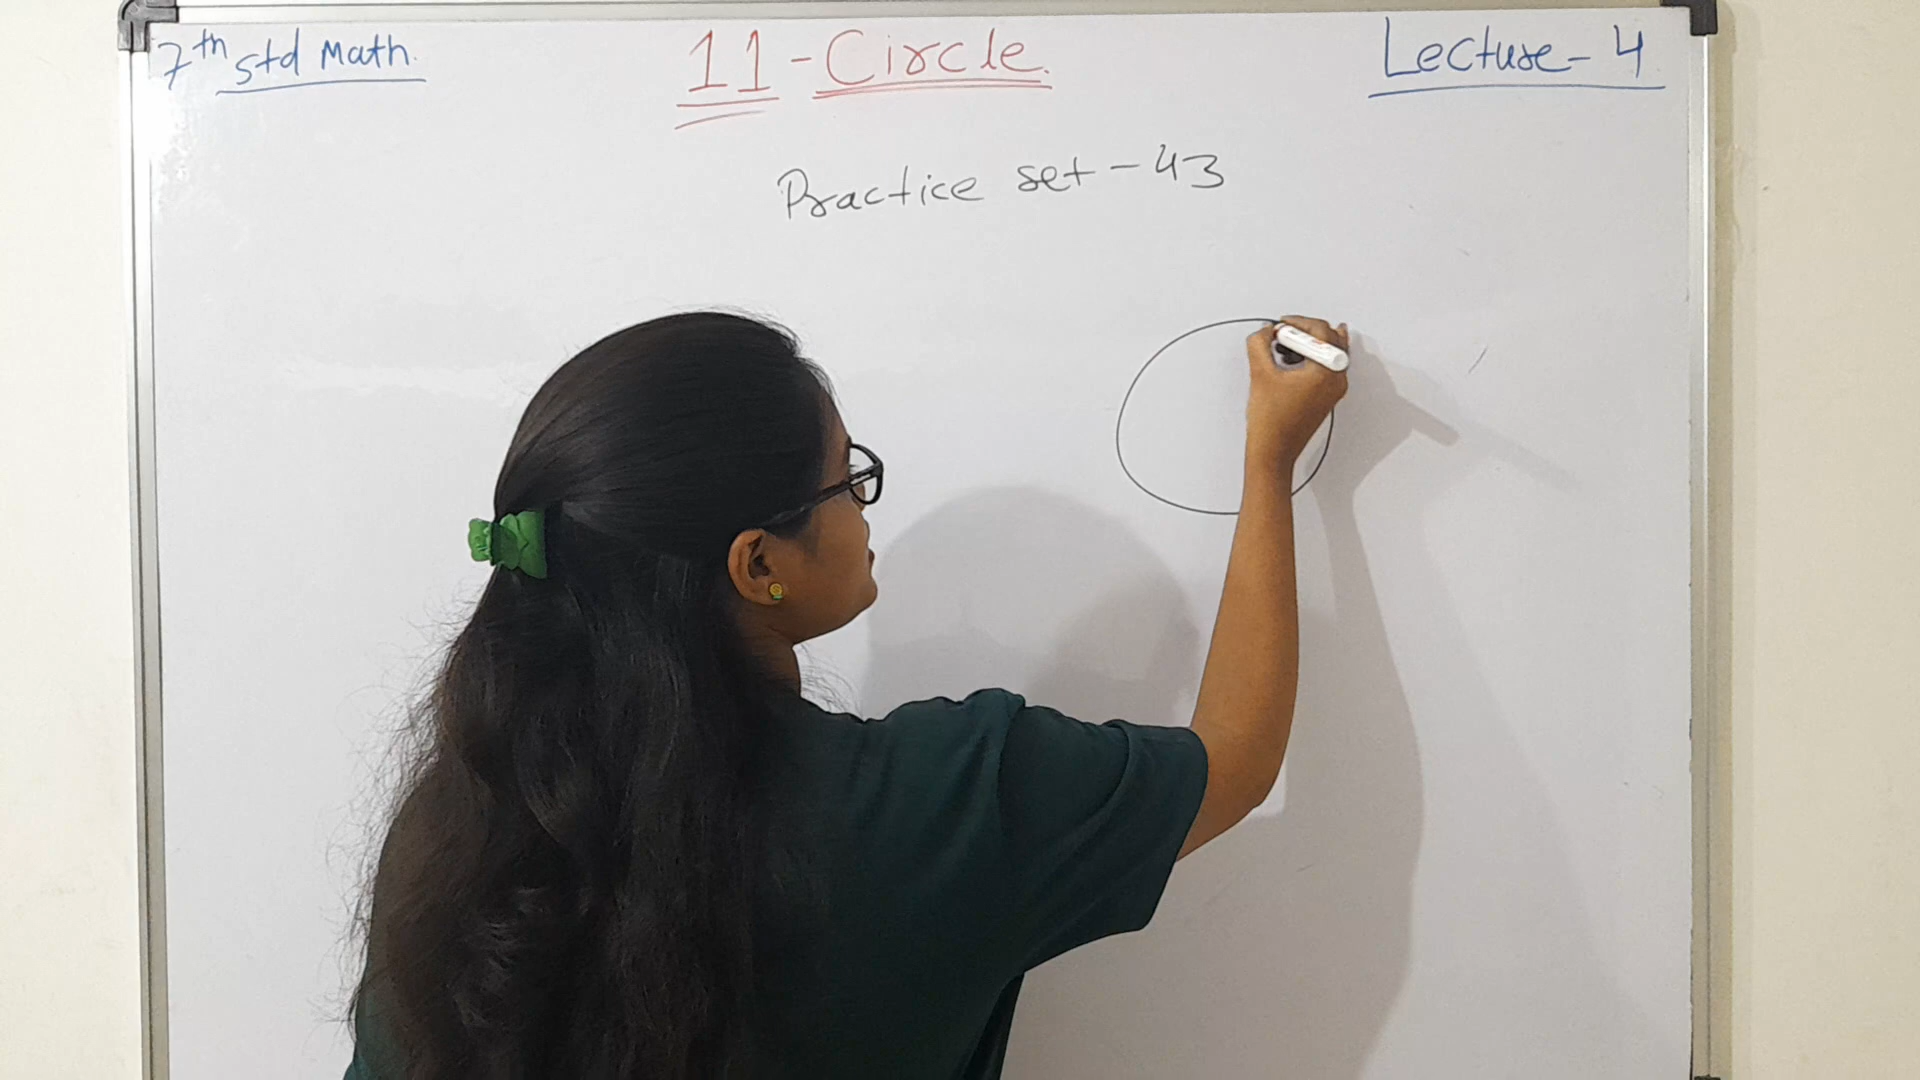 7th std Math.
11 - Circle.
Lecture - 4
Practice set - 43